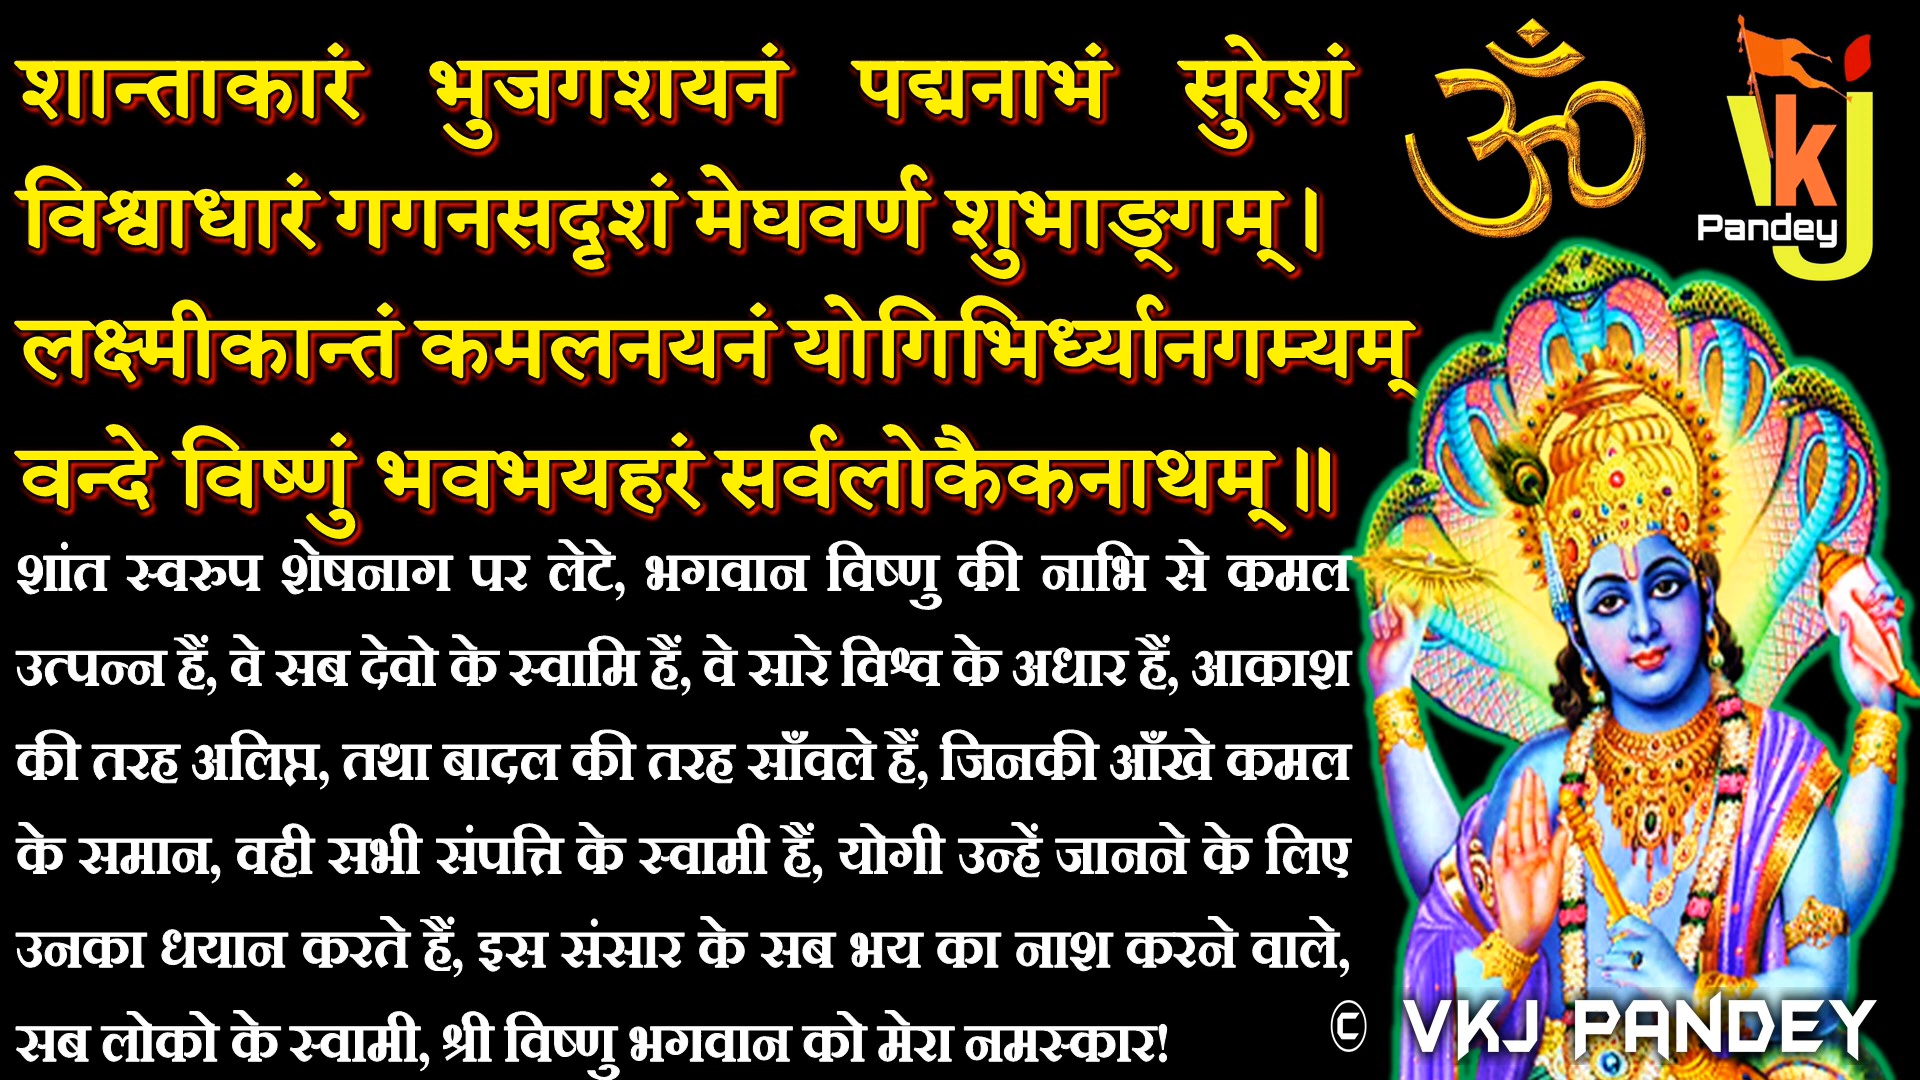 शान्ताकारं भुजगशयनं पद्मनाभं सुरेशं
विश्वाधारं गगनसदृशं मेघवर्ण शुभाङ्गम्।
लक्ष्मीकान्तं कमलनयनं योगिभिर्ध्यानगम्यम्
वन्दे विष्णुं भवभयहरं सर्वलोकैकनाथम्॥
शांत स्वरुप शेषनाग पर लेटे, भगवान विष्णु की नाभि से कमल
उत्पन्न हैं, वे सब देवो के स्वामि हैं, वे सारे विश्व के अधार हैं, आकाश
की तरह अलिप्त, तथा बादल की तरह साँवले हैं, जिनकी आँखे कमल
के समान, वही सभी संपत्ति के स्वामी हैं, योगी उन्हें जानने के लिए
उनका धयान करते हैं, इस संसार के सब भय का नाश करने वाले,
सब लोको के स्वामी, श्री विष्णु भगवान को मेरा नमस्कार!
ॐ
VkJ
Pandey
© VKJ PANDEY